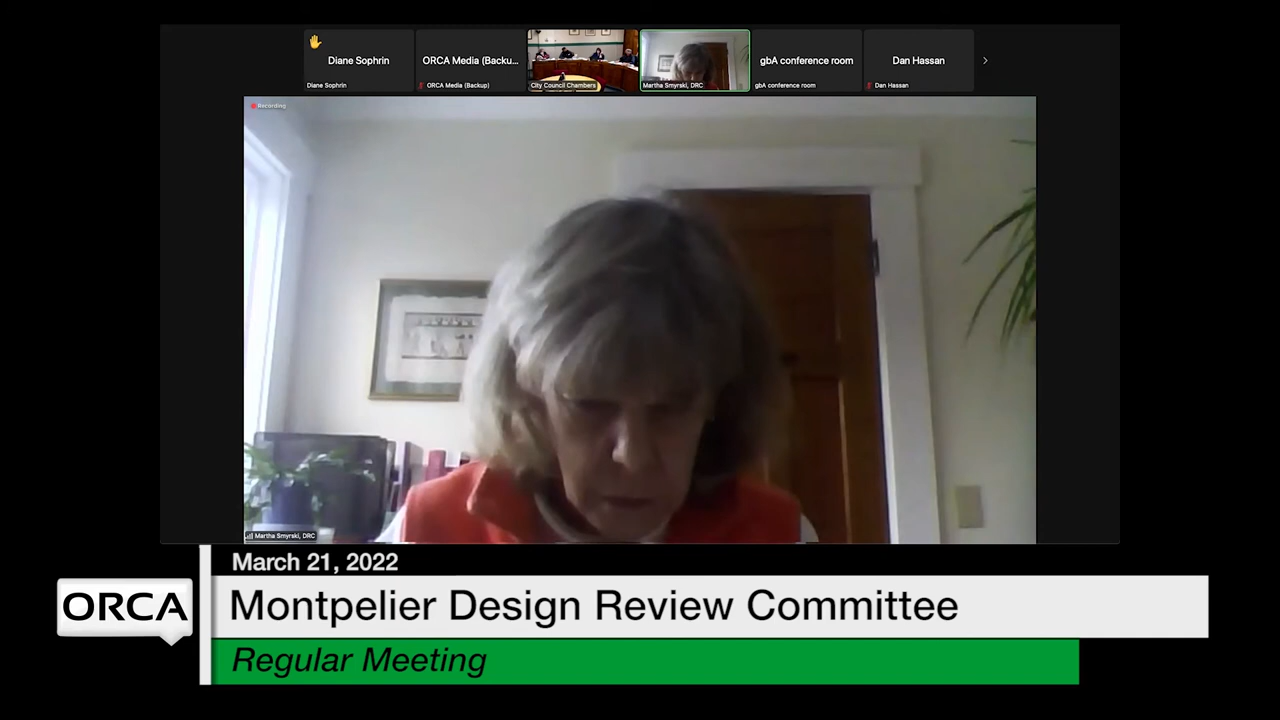 Diane Sophrin
ORCA Media (Backu...
gbA conference room
Dan Hassan
Diane Sophrin
ORCA Media (Backup)
City Council Chambers
Martha Smyrski, DRC
gbA conference room
Dan Hassan
Recording
Martha Smyrski, DRC
March 21, 2022
ORCA
Montpelier Design Review Committee
Regular Meeting